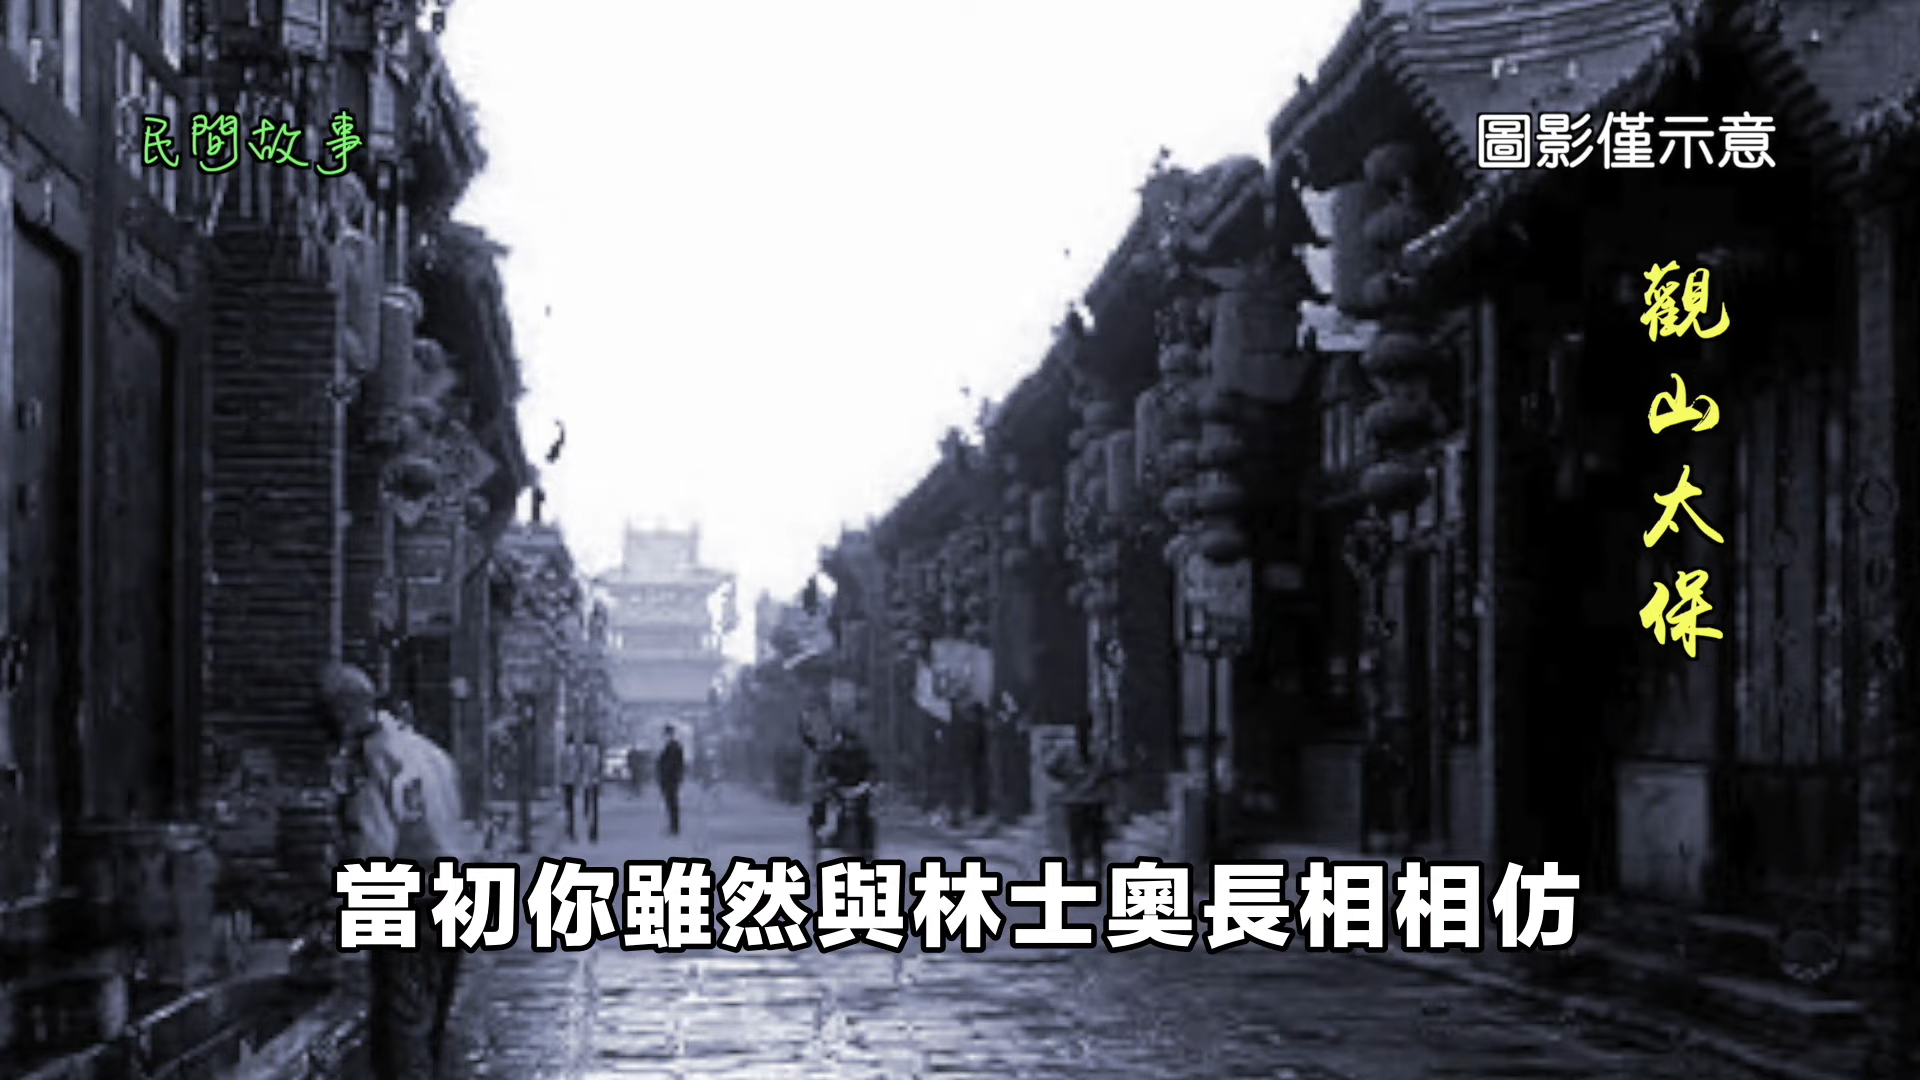 民間故事
圖影僅示意
觀山太保
當初你雖然與林士奧長相相仿